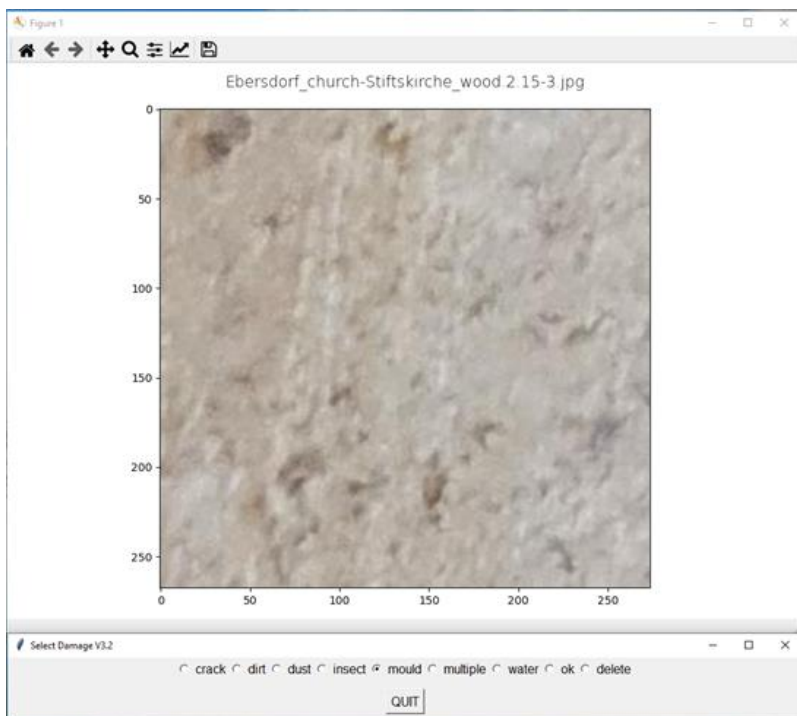 Figure 1
Ebersdorf_church-Stiftskirche_wood.2.15-3.jpg
0
50
100
150
200
250
0 50 100 150 200 250
Select Damage V3.2
crack dirt dust insect mould multiple water ok delete
QUIT